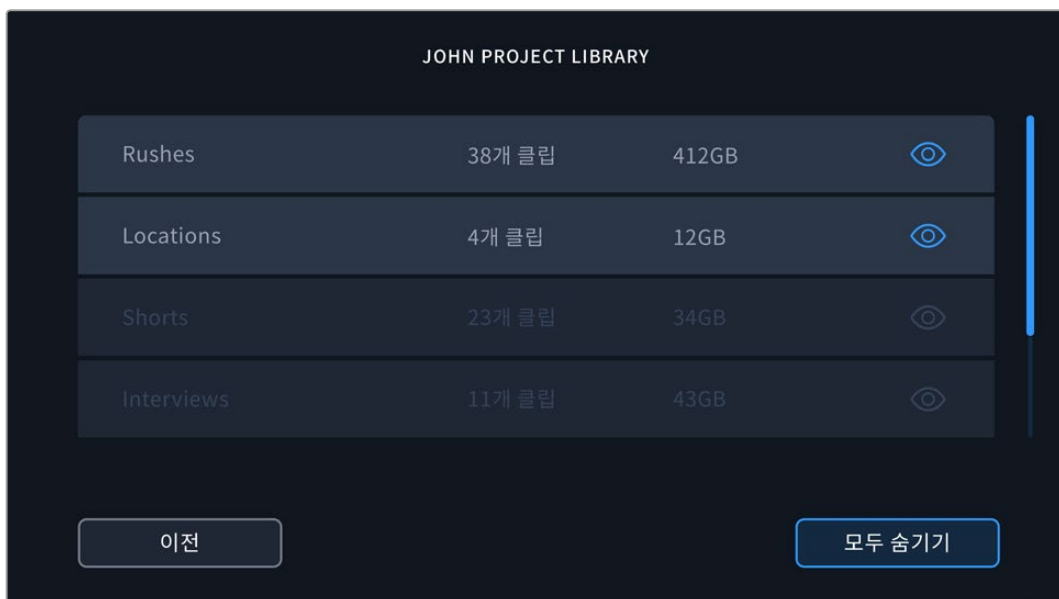 JOHN PROJECT LIBRARY
Rushes 38개 클립 412GB
Locations 4개 클립 12GB
Shorts 23개 클립 34GB
Interviews 11개 클립 43GB
이전 모두 숨기기